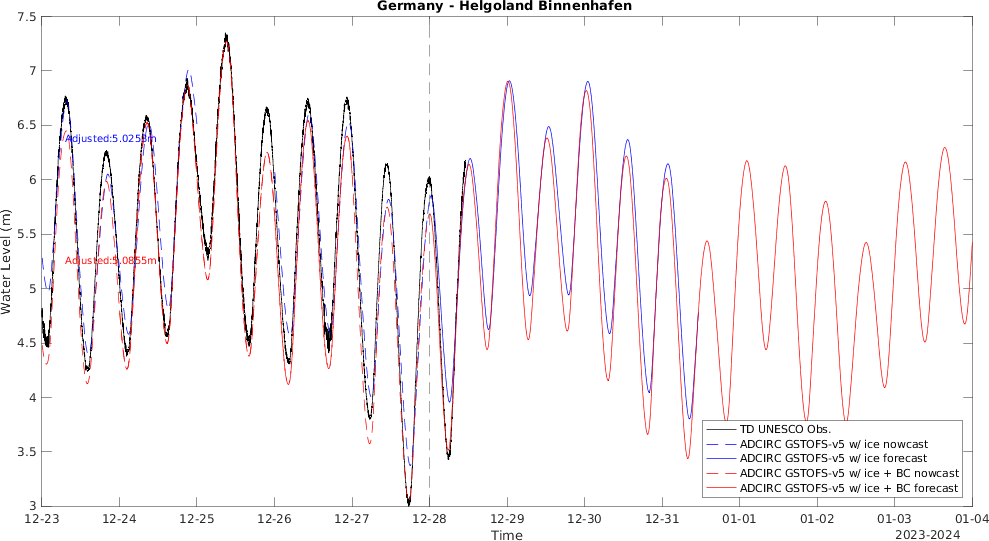 Germany - Helgoland Binnenhafen
7.5
7
6.5
6
5.5
5
4.5
4
3.5
3
Water Level (m)
Adjusted:5.0253m
Adjusted:5.0855m
TD UNESCO Obs.
ADCIRC GSTOFS-v5 w/ ice nowcast
ADCIRC GSTOFS-v5 w/ ice forecast
ADCIRC GSTOFS-v5 w/ ice + BC nowcast
ADCIRC GSTOFS-v5 w/ ice + BC forecast
12-23 12-24 12-25 12-26 12-27 12-28 12-29 12-30 12-31 01-01 01-02 01-03 01-04
Time
2023-2024